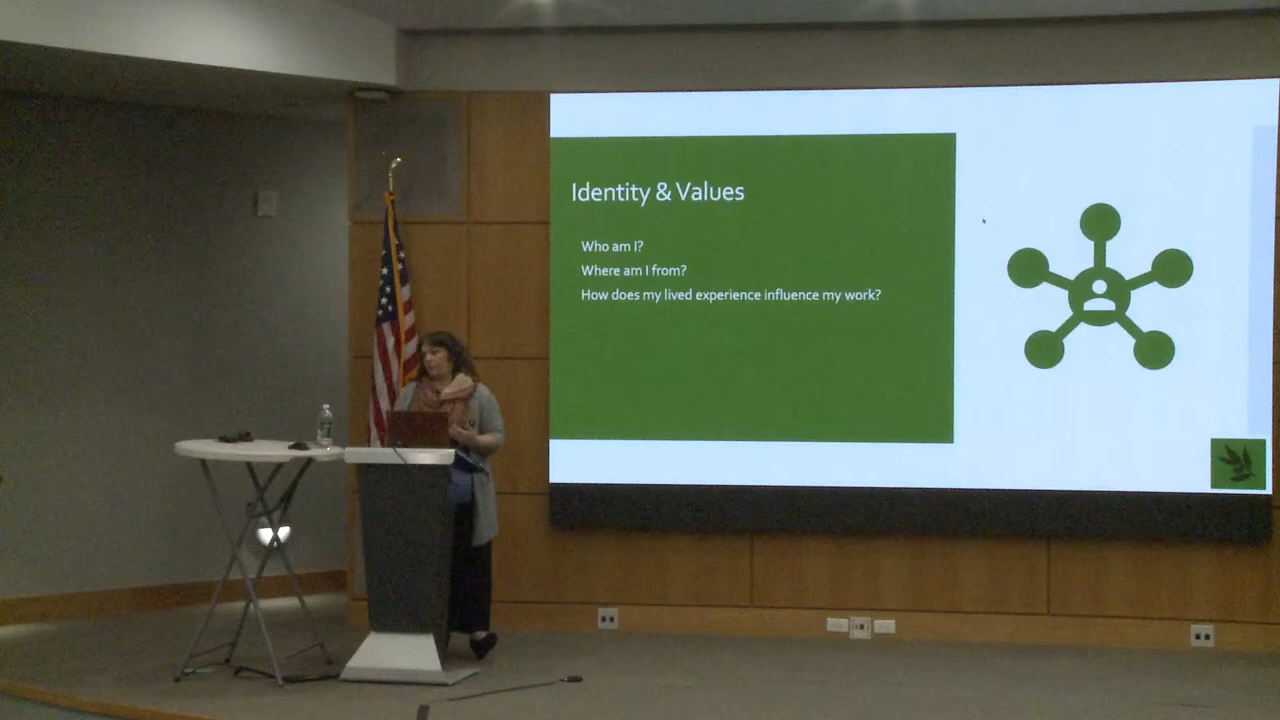 Identity & Values
Who am I?
Where am I from?
How does my lived experience influence my work?